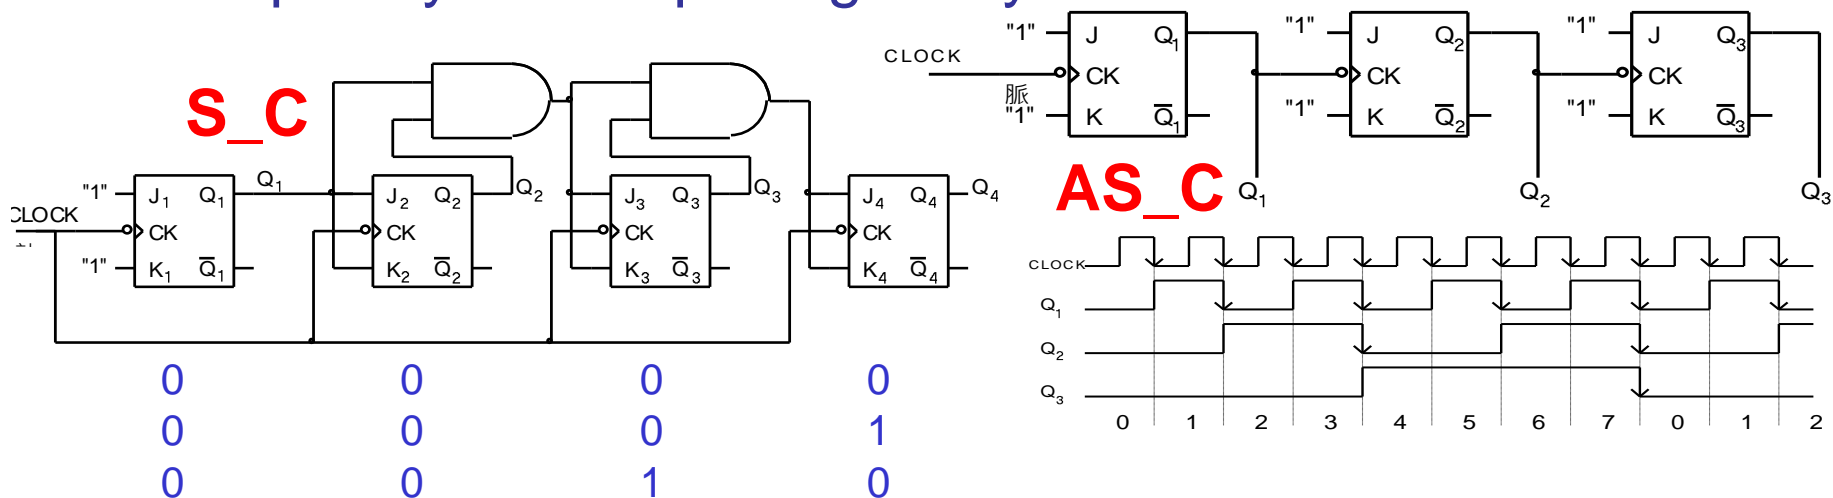 S_C
"1" J1 Q1 Q1
CLOCK
CK
"1" K1 Q̅1
J2 Q2 Q2
CK
K2 Q̅2
J3 Q3 Q3
CK
K3 Q̅3
J4 Q4 Q4
CK
K4 Q̅4
0 0 0 0
0 0 0 1
0 0 1 0
CLOCK
脈
"1" J Q1
CK
"1" K Q̅1
"1" J Q2
CK
"1" K Q̅2
"1" J Q3
CK
"1" K Q̅3
AS_C
Q1 Q2 Q3
CLOCK
Q1
Q2
Q3
0 1 2 3 4 5 6 7 0 1 2